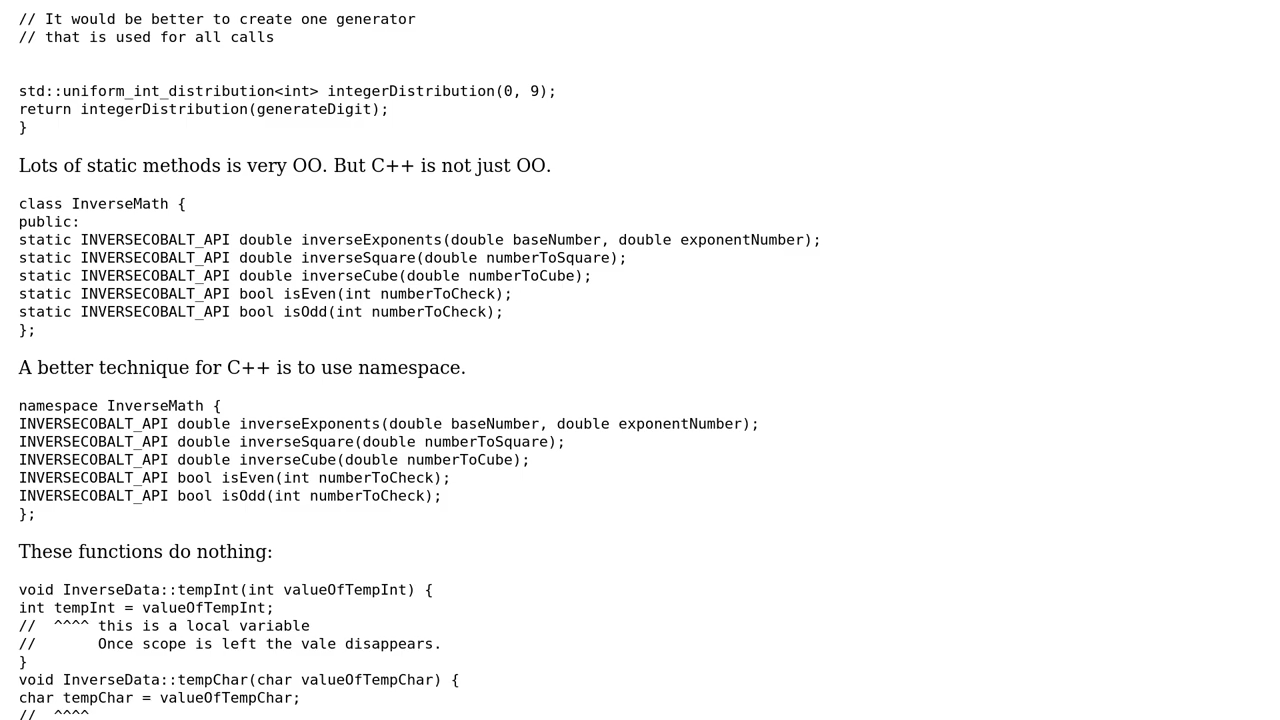 // It would be better to create one generator
// that is used for all calls
std::uniform_int_distribution<int> integerDistribution(0, 9);
return integerDistribution(generateDigit);
}
Lots of static methods is very OO. But C++ is not just OO.
class InverseMath {
public:
static INVERSECOBALT_API double inverseExponents(double baseNumber, double exponentNumber);
static INVERSECOBALT_API double inverseSquare(double numberToSquare);
static INVERSECOBALT_API double inverseCube(double numberToCube);
static INVERSECOBALT_API bool isEven(int numberToCheck);
static INVERSECOBALT_API bool isOdd(int numberToCheck);
};
A better technique for C++ is to use namespace.
namespace InverseMath {
INVERSECOBALT_API double inverseExponents(double baseNumber, double exponentNumber);
INVERSECOBALT_API double inverseSquare(double numberToSquare);
INVERSECOBALT_API double inverseCube(double numberToCube);
INVERSECOBALT_API bool isEven(int numberToCheck);
INVERSECOBALT_API bool isOdd(int numberToCheck);
};
These functions do nothing:
void InverseData::tempInt(int valueOfTempInt) {
int tempInt = valueOfTempInt;
//  ^^^^ this is a local variable
//       Once scope is left the vale disappears.
}
void InverseData::tempChar(char valueOfTempChar) {
char tempChar = valueOfTempChar;
//  ^^^^